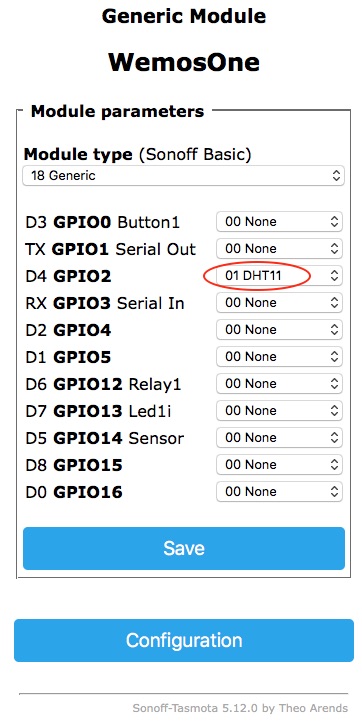 Generic Module
WemosOne
Module parameters
Module type (Sonoff Basic)
18 Generic
D3 GPIO0 Button1 00 None
TX GPIO1 Serial Out 00 None
D4 GPIO2 01 DHT11
RX GPIO3 Serial In 00 None
D2 GPIO4 00 None
D1 GPIO5 00 None
D6 GPIO12 Relay1 00 None
D7 GPIO13 Led1i 00 None
D5 GPIO14 Sensor 00 None
D8 GPIO15 00 None
D0 GPIO16 00 None
Save
Configuration
Sonoff-Tasmota 5.12.0 by Theo Arends